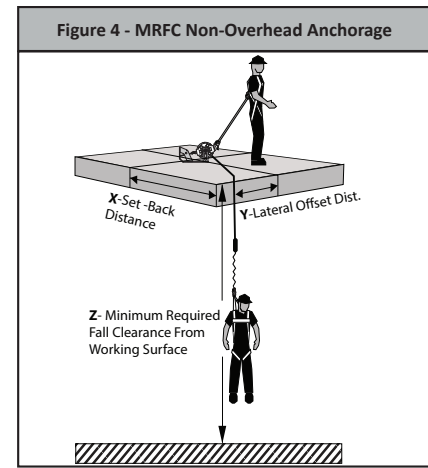 Figure 4 - MRFC Non-Overhead Anchorage
X-Set -Back
Distance
Y-Lateral Offset Dist.
Z- Minimum Required
Fall Clearance From
Working Surface